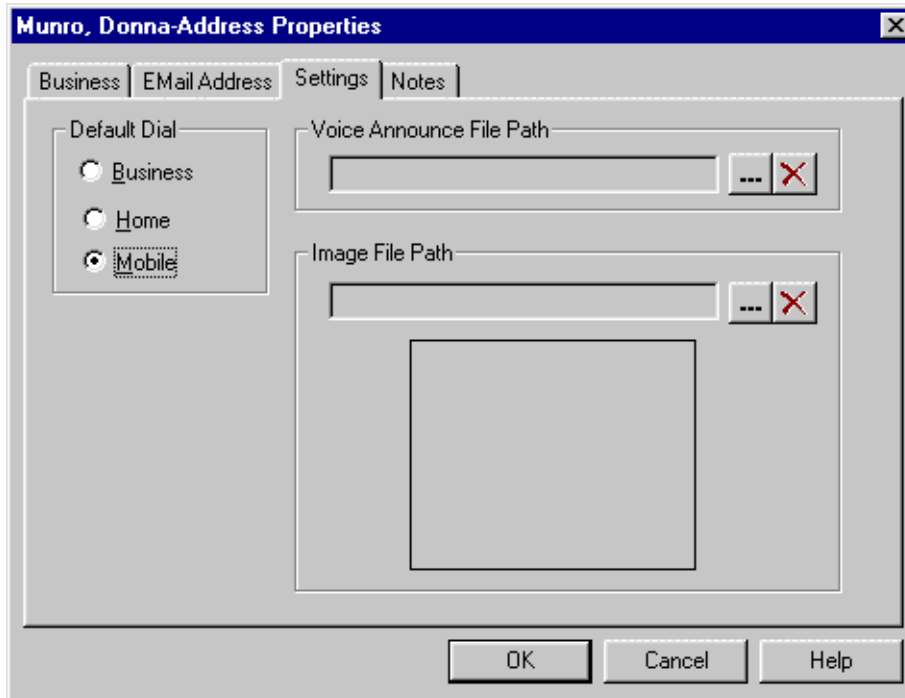 Munro, Donna-Address Properties
Business
EMail Address
Settings
Notes
Default Dial
Business
Home
Mobile
Voice Announce File Path
...
Image File Path
...
OK
Cancel
Help